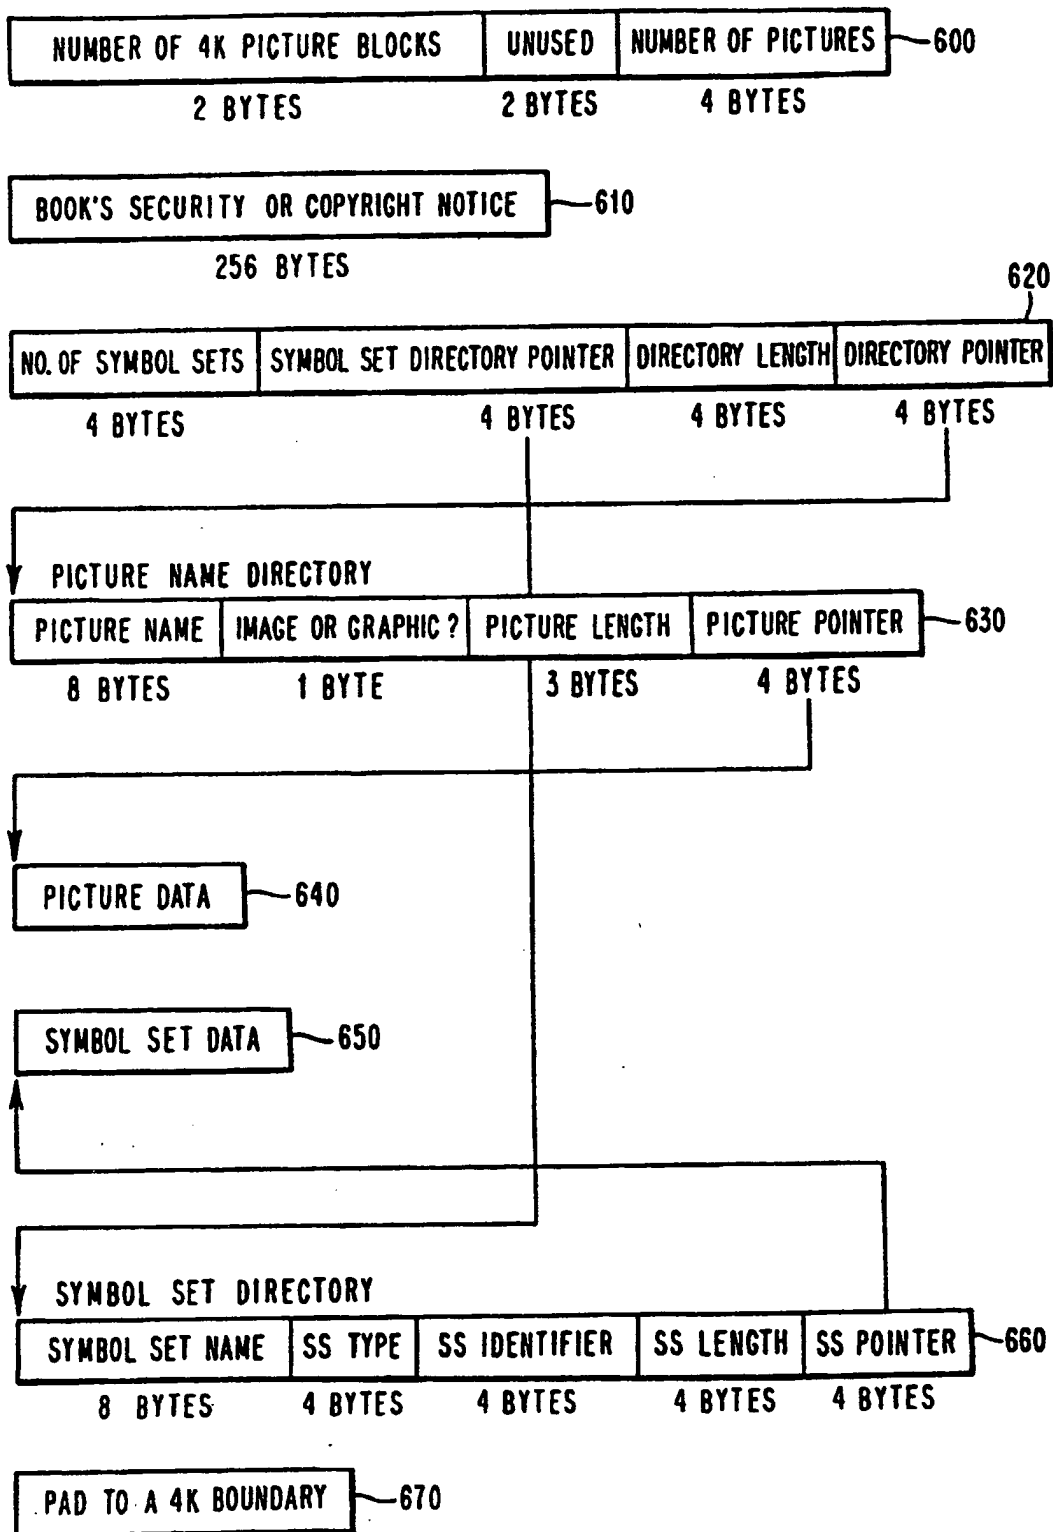 NUMBER OF 4K PICTURE BLOCKS UNUSED NUMBER OF PICTURES 600
2 BYTES 2 BYTES 4 BYTES
BOOK'S SECURITY OR COPYRIGHT NOTICE 610
256 BYTES
620
NO. OF SYMBOL SETS SYMBOL SET DIRECTORY POINTER DIRECTORY LENGTH DIRECTORY POINTER
4 BYTES 4 BYTES 4 BYTES 4 BYTES
PICTURE NAME DIRECTORY
PICTURE NAME IMAGE OR GRAPHIC ? PICTURE LENGTH PICTURE POINTER 630
8 BYTES 1 BYTE 3 BYTES 4 BYTES
PICTURE DATA 640
SYMBOL SET DATA 650
SYMBOL SET DIRECTORY
SYMBOL SET NAME SS TYPE SS IDENTIFIER SS LENGTH SS POINTER 660
8 BYTES 4 BYTES 4 BYTES 4 BYTES 4 BYTES
PAD TO A 4K BOUNDARY 670